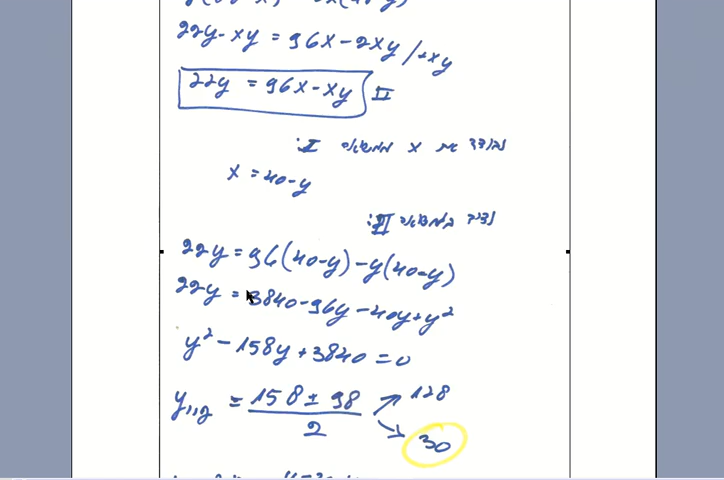 22y - xy = 96x - 2xy /+xy
22y = 96x - xy II
נבודד את x ממשוואה I:
x = 40-y
נציב במשוואה II:
22y = 96(40-y) - y(40-y)
22y = 3840 - 96y - 40y + y²
y² - 158y + 3840 = 0
y₁,₂ = (158 ± 98)/2 ↗ 128
↘ 30